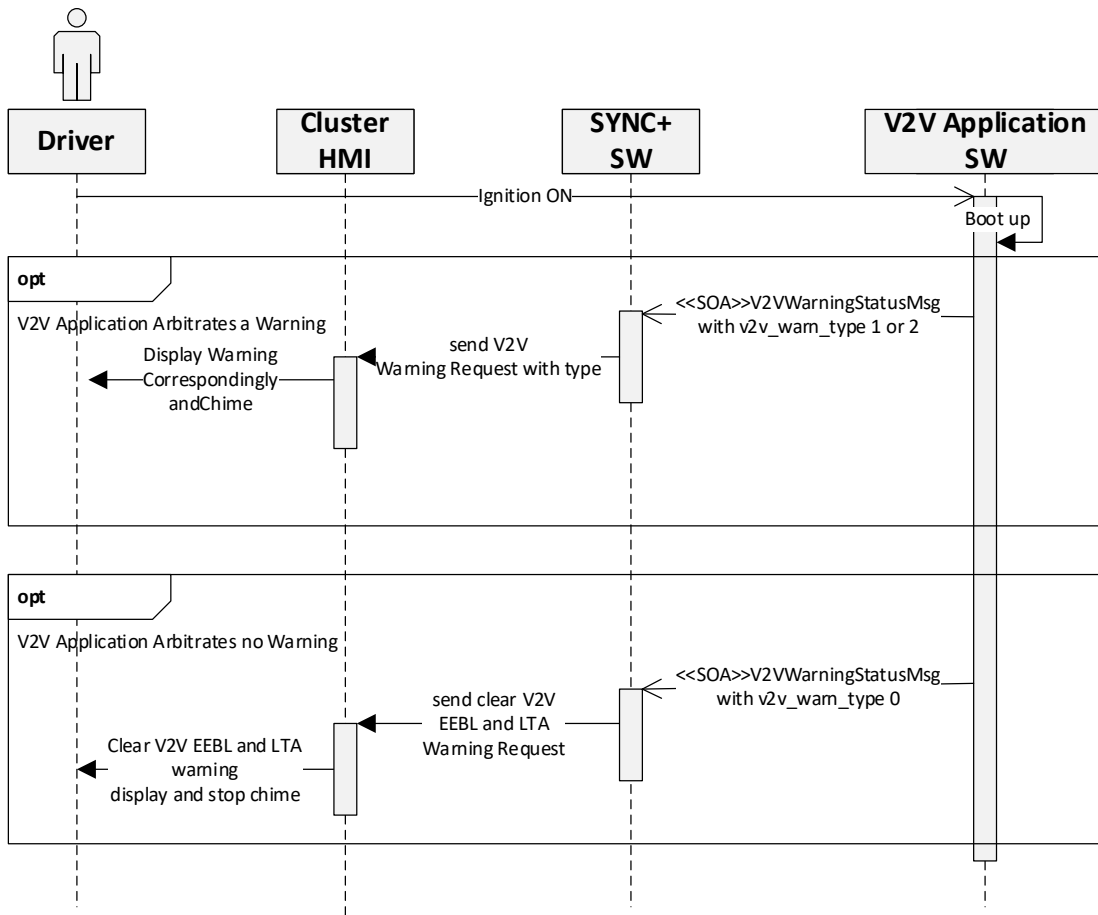 Driver
Cluster
HMI
SYNC+
SW
V2V Application
SW
Ignition ON
Boot up
opt
V2V Application Arbitrates a Warning
<<SOA>>V2VWarningStatusMsg
with v2v_warn_type 1 or 2
send V2V
Warning Request with type
Display Warning
Correspondingly
andChime
opt
V2V Application Arbitrates no Warning
<<SOA>>V2VWarningStatusMsg
with v2v_warn_type 0
send clear V2V
EEBL and LTA
Warning Request
Clear V2V EEBL and LTA
warning
display and stop chime